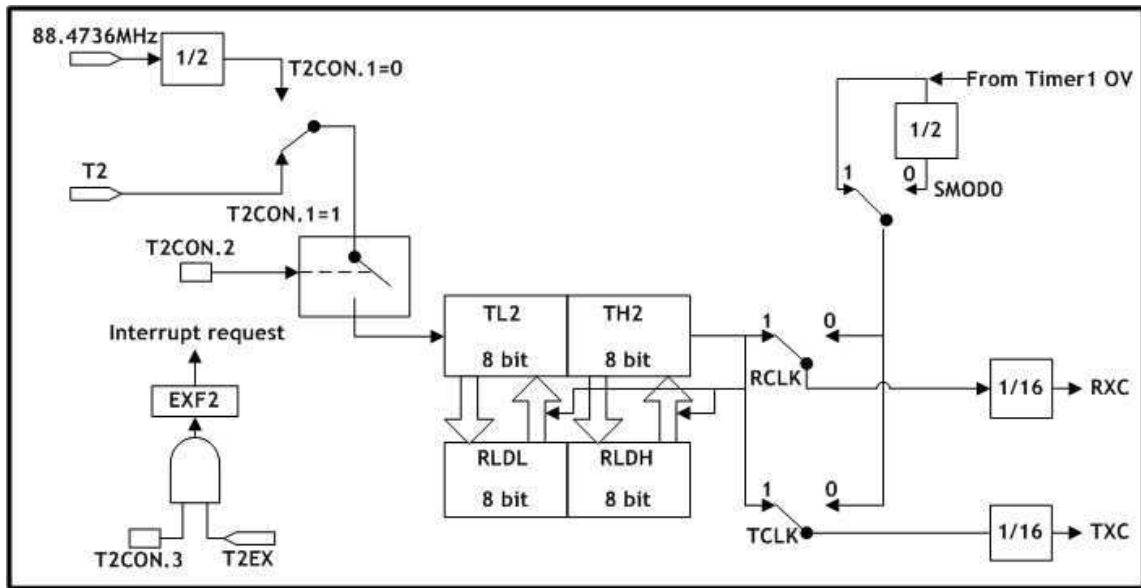 88.4736MHz
1/2
T2CON.1=0
From Timer1 OV
1/2
T2
1
0
SMOD0
T2CON.1=1
T2CON.2
TL2
TH2
8 bit
8 bit
1
0
RCLK
1/16
RXC
Interrupt request
EXF2
RLDL
RLDH
8 bit
8 bit
1
0
TCLK
1/16
TXC
T2CON.3
T2EX